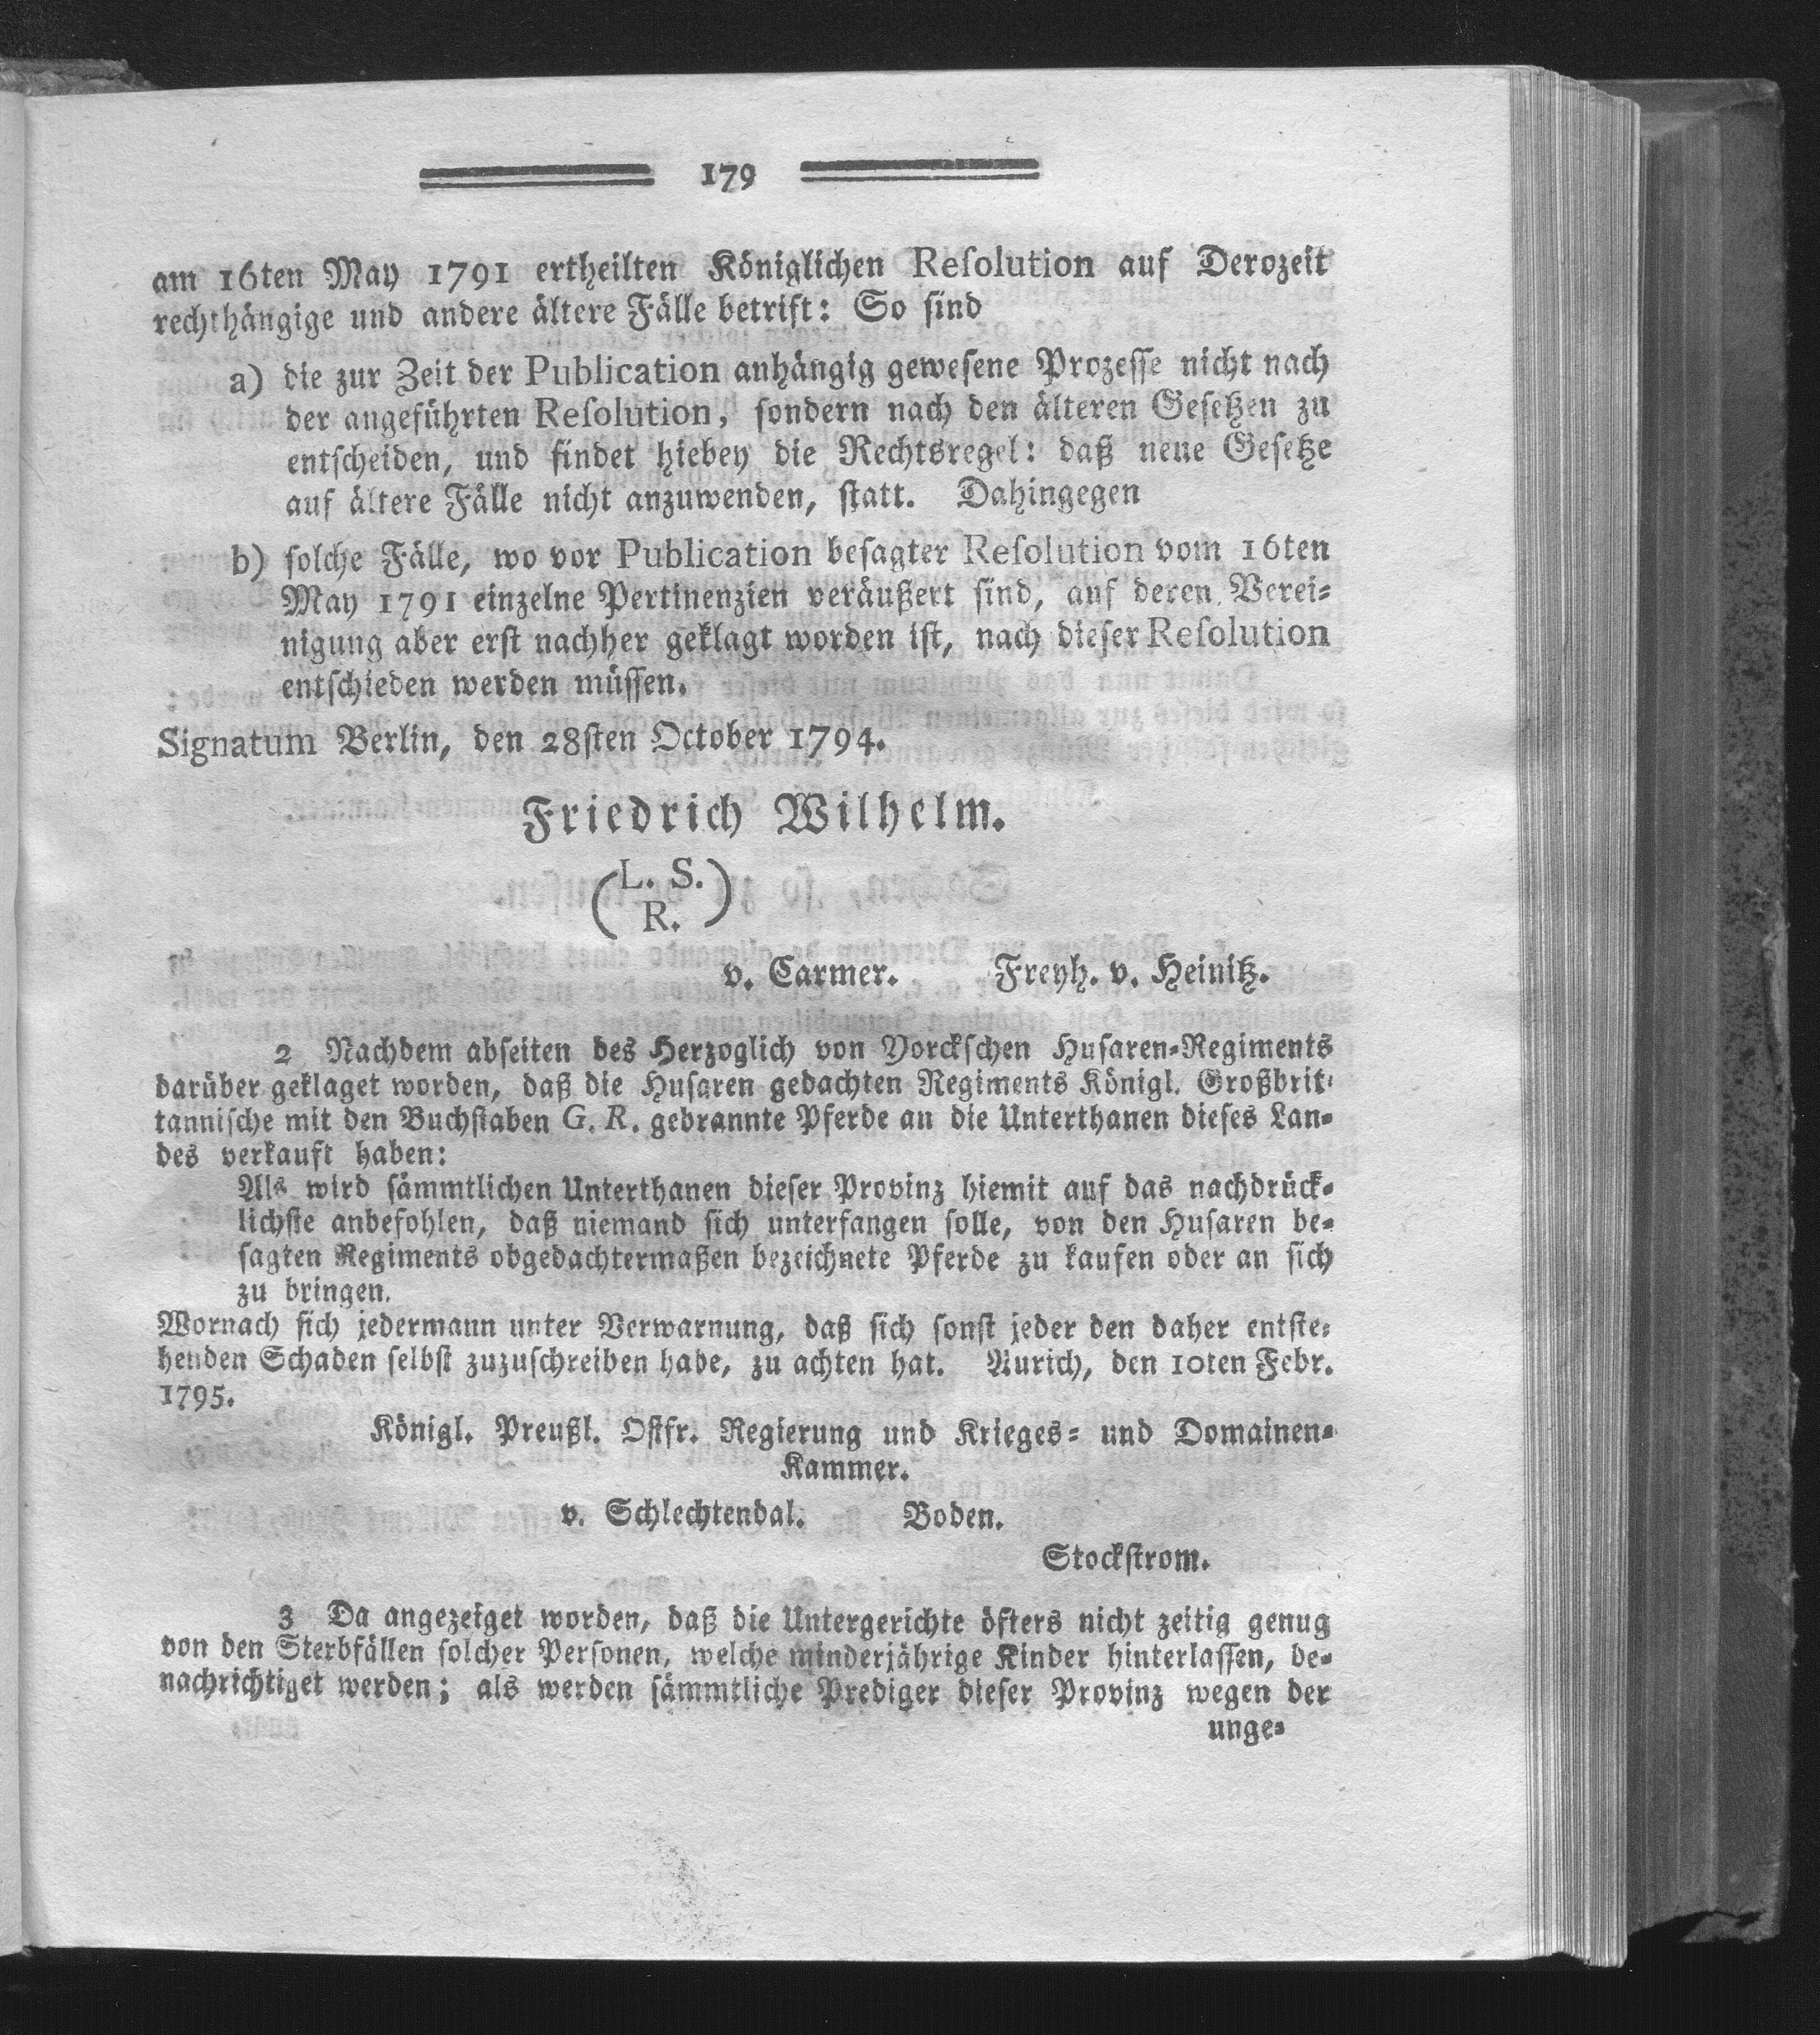 179
am 16ten May 1791 ertheilten Königlichen Resolution auf Derozeit
rechthängige und andere ältere Fälle betrift: So sind
a) die zur Zeit der Publication anhängig gewesene Prozesse nicht nach
der angeführten Resolution, sondern nach den älteren Gesetzen zu
entscheiden, und findet hiebey die Rechtsregel: daß neue Gesetze
auf ältere Fälle nicht anzuwenden, statt. Dahingegen
b) solche Fälle, wo vor Publication besagter Resolution vom 16ten
May 1791 einzelne Pertinenzien veräußert sind, auf deren Verei-
nigung aber erst nachher geklagt worden ist, nach dieser Resolution
entschieden werden müssen.
Signatum Berlin, den 28sten October 1794.
Friedrich Wilhelm.
(L. S.
R.)
v. Carmer. Freyh. v. Heinitz.
2 Nachdem abseiten des Herzoglich von Yorckschen Husaren-Regiments
darüber geklaget worden, daß die Husaren gedachten Regiments Königl. Großbrit-
tannische mit den Buchstaben G. R. gebrannte Pferde an die Unterthanen dieses Lan-
des verkauft haben:
Als wird sämmtlichen Unterthanen dieser Provinz hiemit auf das nachdrück-
lichste anbefohlen, daß niemand sich unterfangen solle, von den Husaren be-
sagten Regiments obgedachtermaßen bezeichnete Pferde zu kaufen oder an sich
zu bringen.
Wornach sich jedermann unter Verwarnung, daß sich sonst jeder den daher entste-
henden Schaden selbst zuzuschreiben habe, zu achten hat. Aurich, den 10ten Febr.
1795.
Königl. Preußl. Ostfr. Regierung und Krieges- und Domainen-
Kammer.
v. Schlechtendal. Boden.
Stockstrom.
3 Da angezeiget worden, daß die Untergerichte öfters nicht zeitig genug
von den Sterbfällen solcher Personen, welche minderjährige Kinder hinterlassen, be-
nachrichtiget werden; als werden sämmtliche Prediger dieser Provinz wegen der
unge-